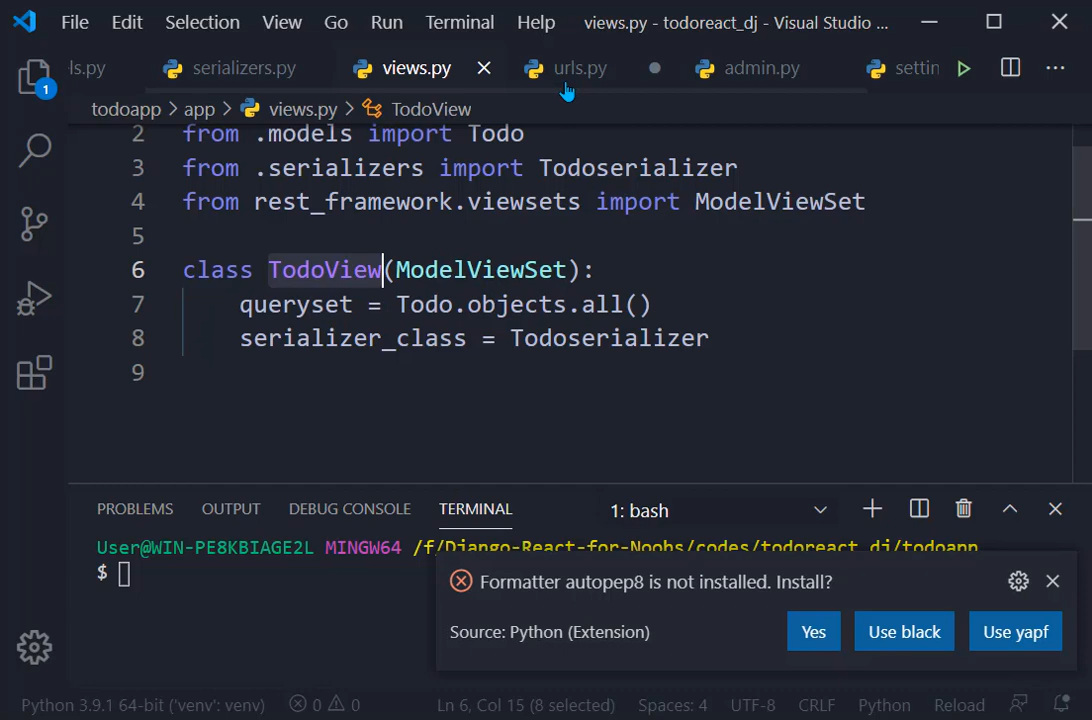 File Edit Selection View Go Run Terminal Help views.py - todoreact_dj - Visual Studio ...
ls.py serializers.py views.py urls.py admin.py settin
1
todoapp > app > views.py > TodoView
2 from .models import Todo
3 from .serializers import Todoserializer
4 from rest_framework.viewsets import ModelViewSet
5
6 class TodoView(ModelViewSet):
7 queryset = Todo.objects.all()
8 serializer_class = Todoserializer
9
PROBLEMS OUTPUT DEBUG CONSOLE TERMINAL 1: bash
User@WIN-PE8KBIAGE2L MINGW64 /f/Django-React-for-Noobs/codes/todoreact_dj/todoapp
$
Formatter autopep8 is not installed. Install?
Source: Python (Extension) Yes Use black Use yapf
Python 3.9.1 64-bit ('venv': venv) 0 0 Ln 6, Col 15 (8 selected) Spaces: 4 UTF-8 CRLF Python Reload